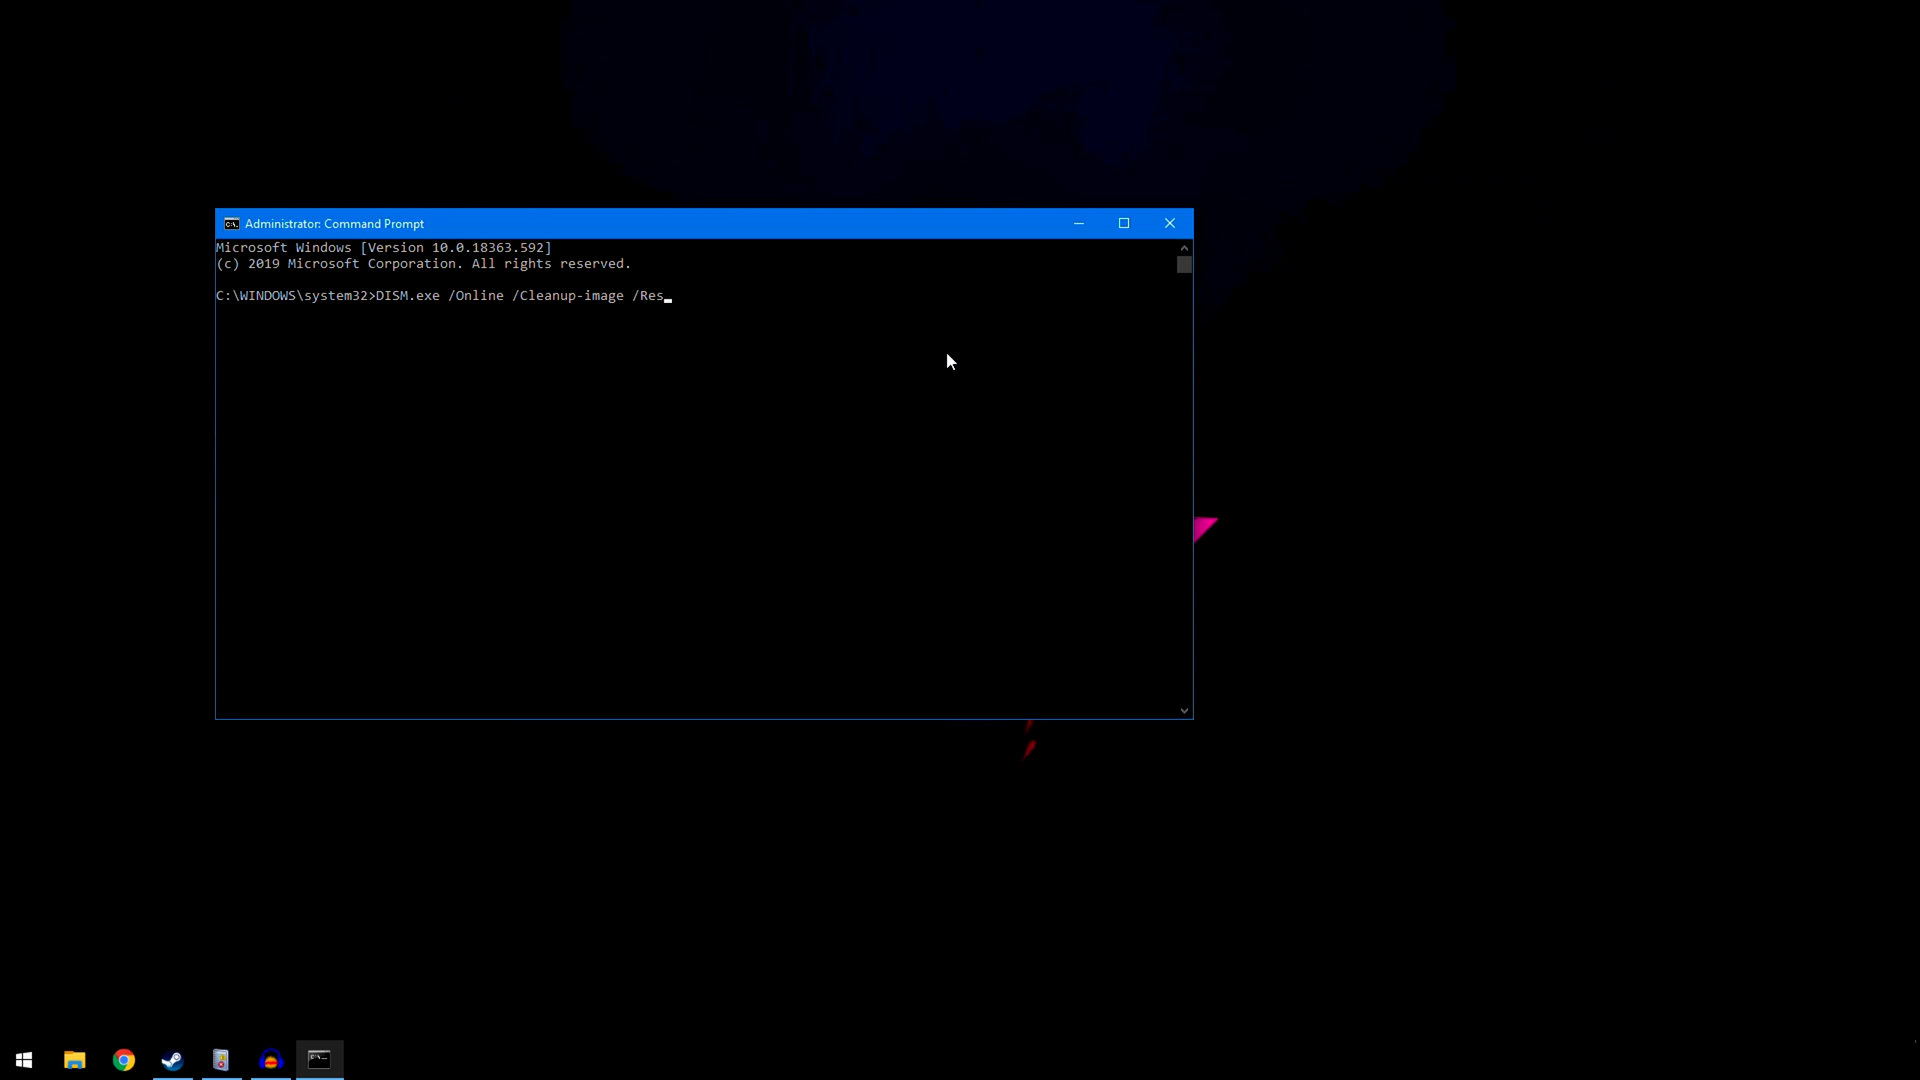 Administrator: Command Prompt
Microsoft Windows [Version 10.0.18363.592]
(c) 2019 Microsoft Corporation. All rights reserved.
C:\WINDOWS\system32>DISM.exe /Online /Cleanup-image /Res